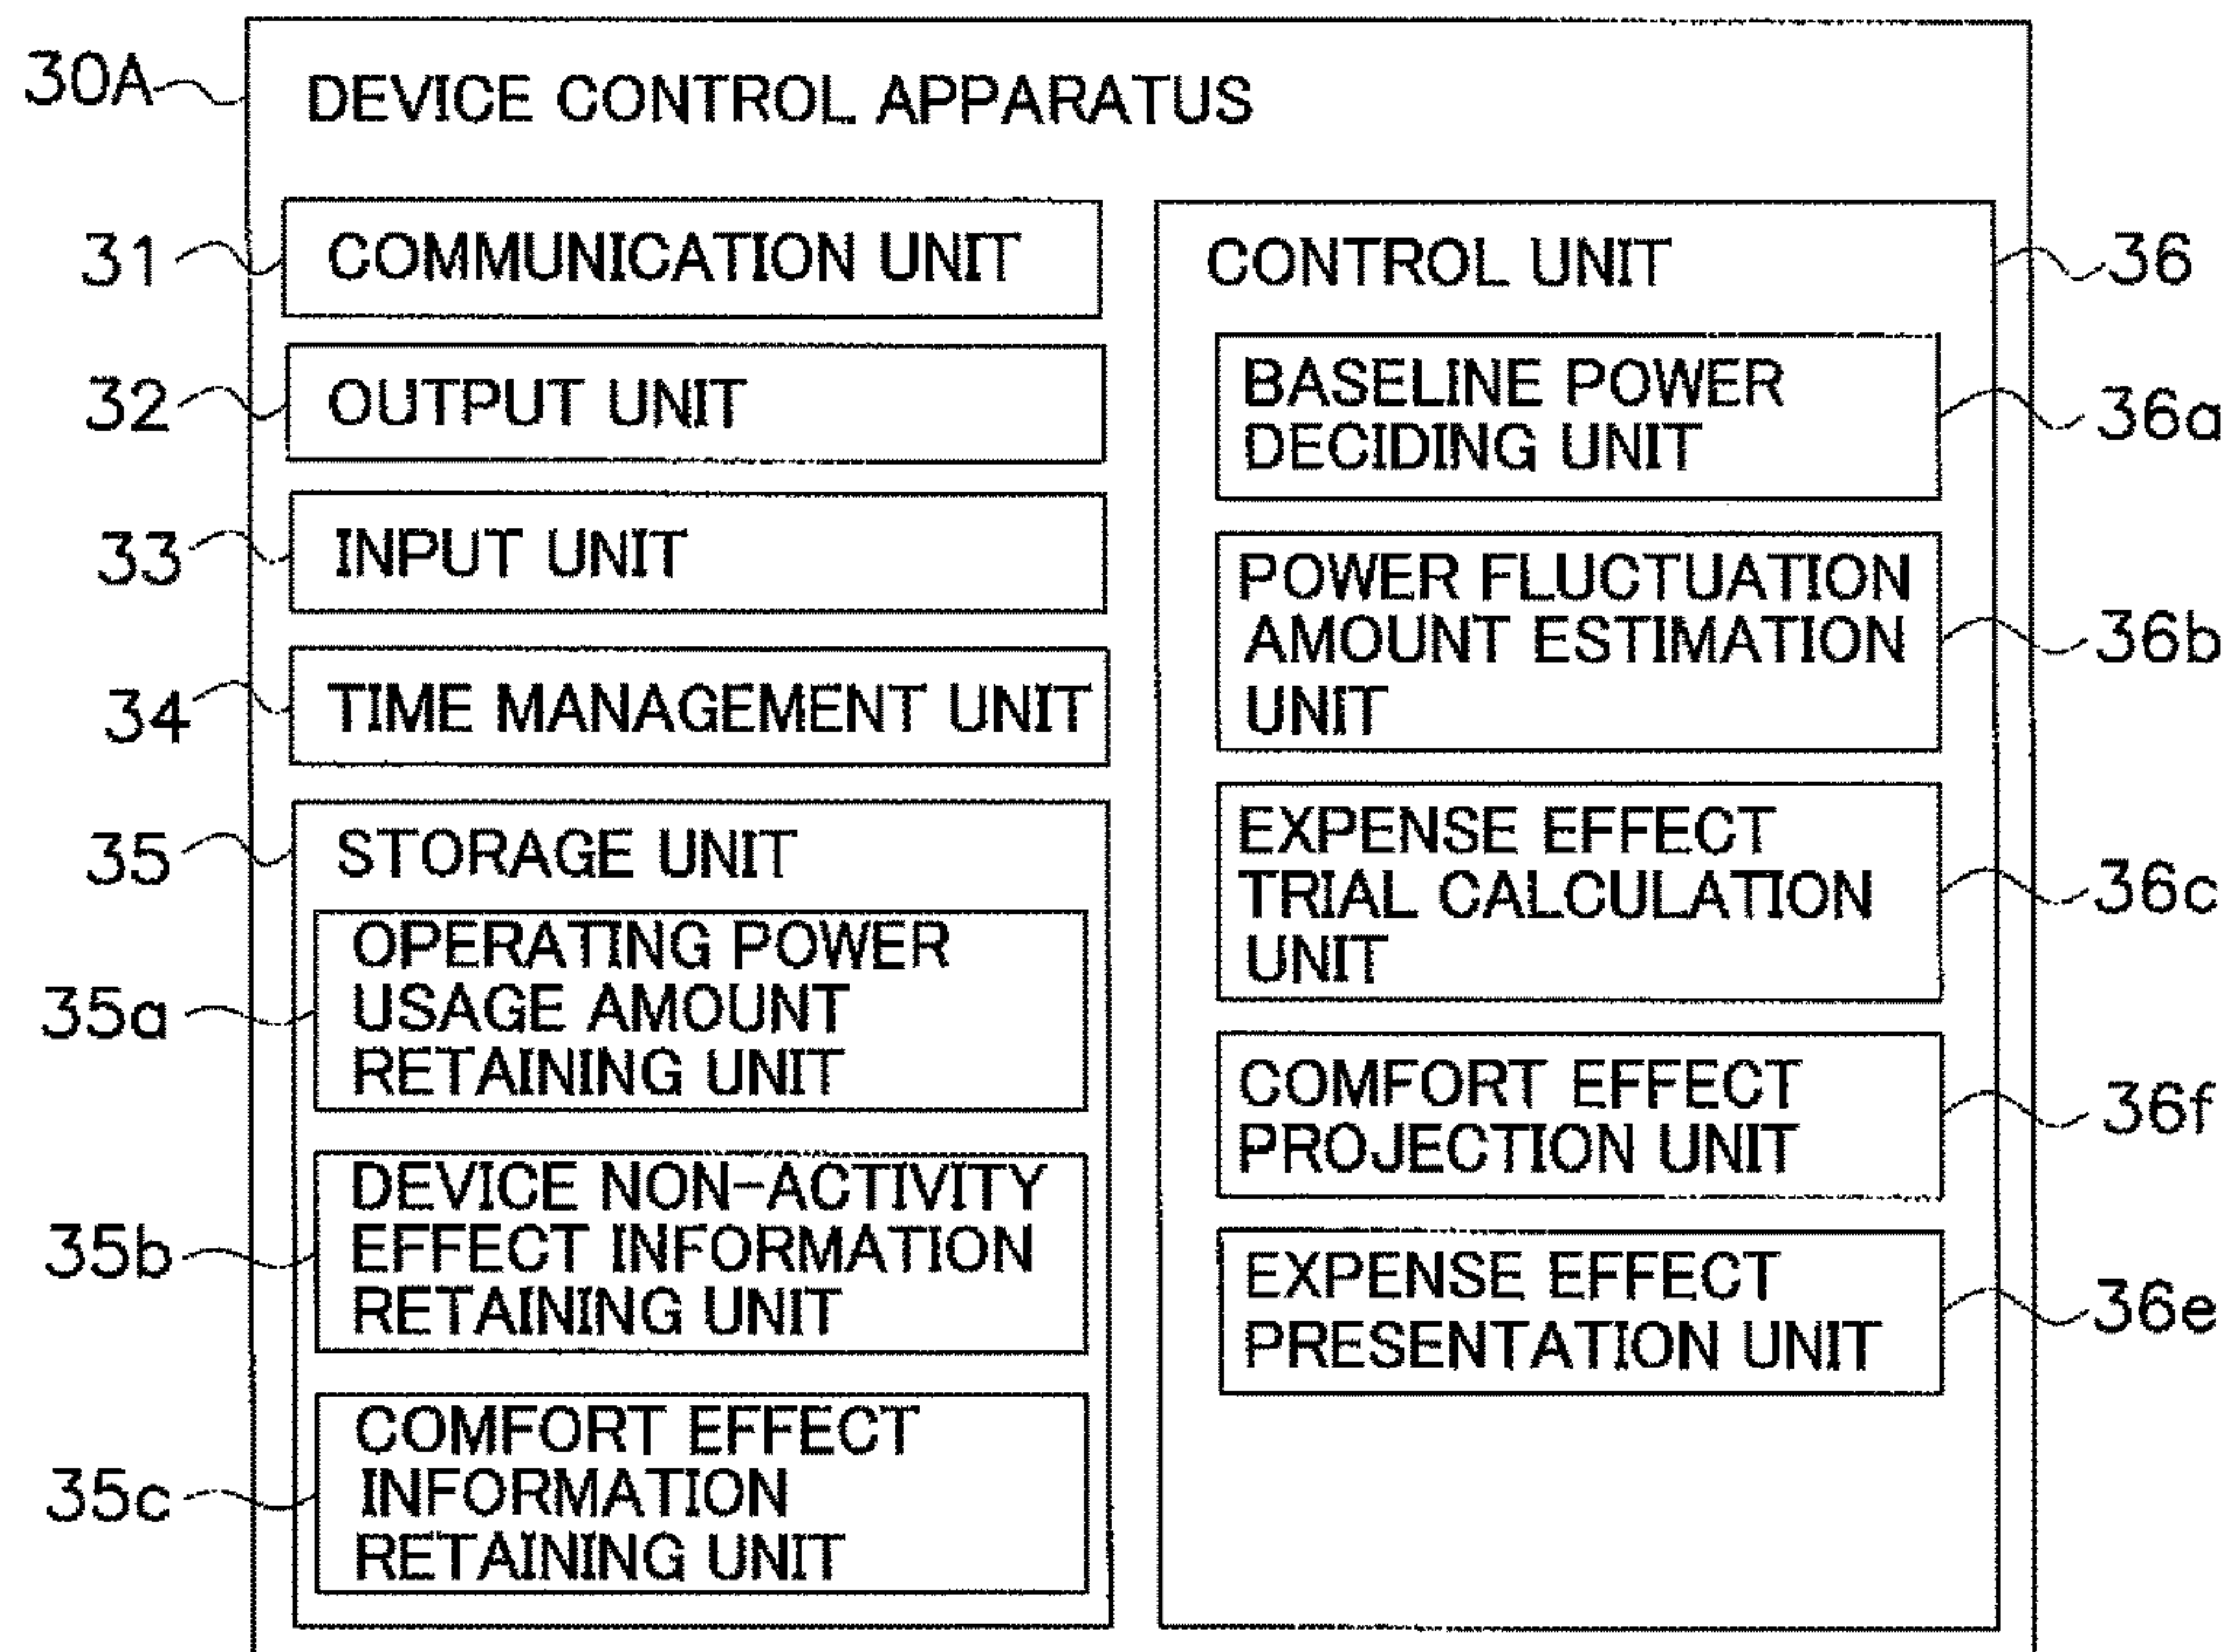 30A
DEVICE CONTROL APPARATUS
31
COMMUNICATION UNIT
32
OUTPUT UNIT
33
INPUT UNIT
34
TIME MANAGEMENT UNIT
35
STORAGE UNIT
35a
OPERATING POWER
USAGE AMOUNT
RETAINING UNIT
35b
DEVICE NON-ACTIVITY
EFFECT INFORMATION
RETAINING UNIT
35c
COMFORT EFFECT
INFORMATION
RETAINING UNIT
CONTROL UNIT
36
BASELINE POWER
DECIDING UNIT
36a
POWER FLUCTUATION
AMOUNT ESTIMATION
UNIT
36b
EXPENSE EFFECT
TRIAL CALCULATION
UNIT
36c
COMFORT EFFECT
PROJECTION UNIT
36f
EXPENSE EFFECT
PRESENTATION UNIT
36e